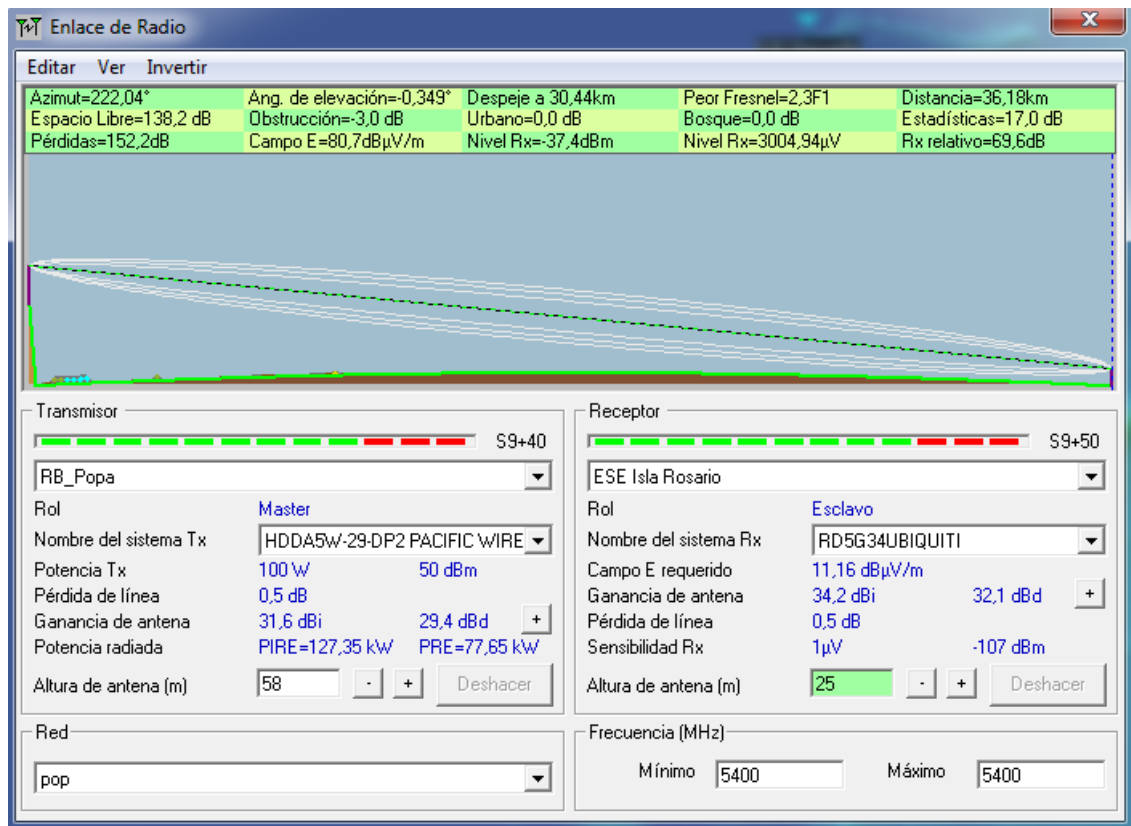 Enlace de Radio
Editar Ver Invertir
Azimut=222,04° Ang. de elevación=-0,349° Despeje a 30,44km Peor Fresnel=2,3F1 Distancia=36,18km
Espacio Libre=138,2 dB Obstrucción=-3,0 dB Urbano=0,0 dB Bosque=0,0 dB Estadísticas=17,0 dB
Pérdidas=152,2dB Campo E=80,7dBµV/m Nivel Rx=-37,4dBm Nivel Rx=3004,94µV Rx relativo=69,6dB
Transmisor
S9+40
RB_Popa
Rol Master
Nombre del sistema Tx HDDA5W-29-DP2 PACIFIC WIRE
Potencia Tx 100 W 50 dBm
Pérdida de línea 0,5 dB
Ganancia de antena 31,6 dBi 29,4 dBd +
Potencia radiada PIRE=127,35 kW PRE=77,65 kW
Altura de antena (m) 58 - + Deshacer
Red
pop
Receptor
S9+50
ESE Isla Rosario
Rol Esclavo
Nombre del sistema Rx RD5G34UBIQUITI
Campo E requerido 11,16 dBµV/m
Ganancia de antena 34,2 dBi 32,1 dBd +
Pérdida de línea 0,5 dB
Sensibilidad Rx 1µV -107 dBm
Altura de antena (m) 25 - + Deshacer
Frecuencia (MHz)
Mínimo 5400 Máximo 5400